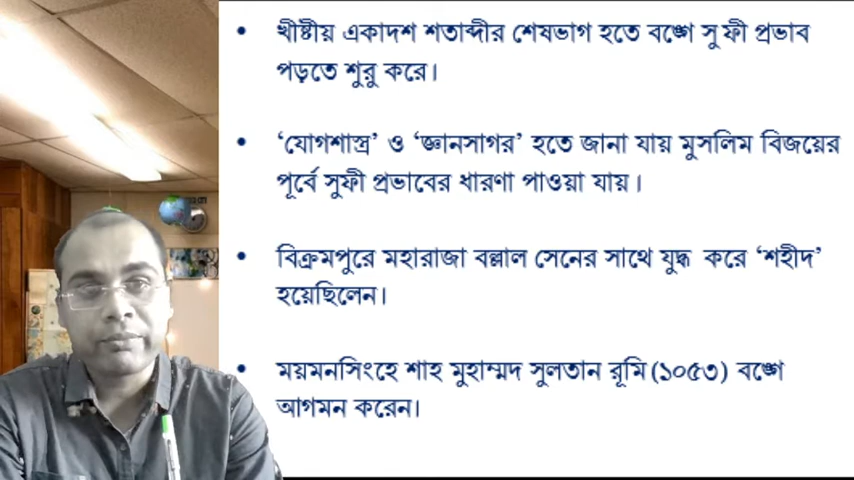 • খ্রীষ্টীয় একাদশ শতাব্দীর শেষভাগ হতে বঙ্গে সুফী প্রভাব
পড়তে শুরু করে।
• ‘যোগশাস্ত্র’ ও ‘জ্ঞানসাগর’ হতে জানা যায় মুসলিম বিজয়ের
পূর্বে সুফী প্রভাবের ধারণা পাওয়া যায়।
• বিক্রমপুরে মহারাজা বল্লাল সেনের সাথে যুদ্ধ করে ‘শহীদ’
হয়েছিলেন।
• ময়মনসিংহে শাহ মুহাম্মদ সুলতান রূমি (১০৫৩) বঙ্গে
আগমন করেন।